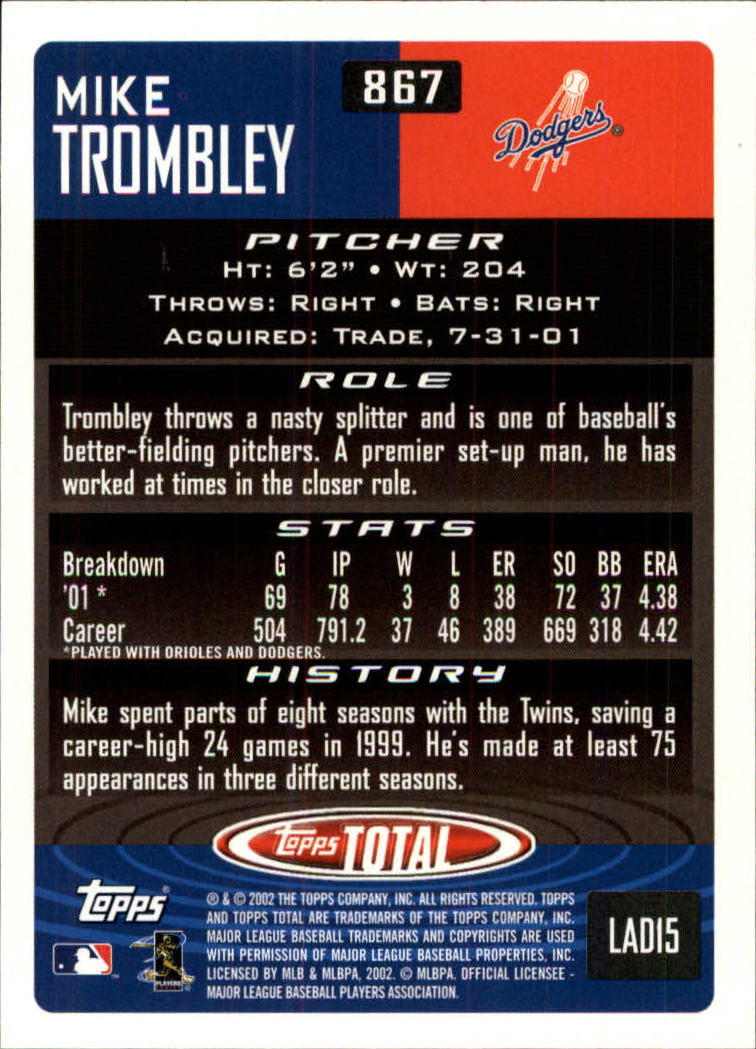 MIKE
TROMBLEY
867
Dodgers®
PITCHER
HT: 6'2" • WT: 204
THROWS: RIGHT • BATS: RIGHT
ACQUIRED: TRADE, 7-31-01
ROLE
Trombley throws a nasty splitter and is one of baseball's
better-fielding pitchers. A premier set-up man, he has
worked at times in the closer role.
STATS
Breakdown G IP W L ER SO BB ERA
'01 * 69 78 3 8 38 72 37 4.38
Career 504 791.2 37 46 389 669 318 4.42
*PLAYED WITH ORIOLES AND DODGERS.
HISTORY
Mike spent parts of eight seasons with the Twins, saving a
career-high 24 games in 1999. He's made at least 75
appearances in three different seasons.
Topps TOTAL
Topps®
® & © 2002 THE TOPPS COMPANY, INC. ALL RIGHTS RESERVED. TOPPS
AND TOPPS TOTAL ARE TRADEMARKS OF THE TOPPS COMPANY, INC.
MAJOR LEAGUE BASEBALL TRADEMARKS AND COPYRIGHTS ARE USED
WITH PERMISSION OF MAJOR LEAGUE BASEBALL PROPERTIES, INC.
LICENSED BY MLB & MLBPA, 2002. © MLBPA. OFFICIAL LICENSEE -
MAJOR LEAGUE BASEBALL PLAYERS ASSOCIATION.
PLAYERS
LAD15